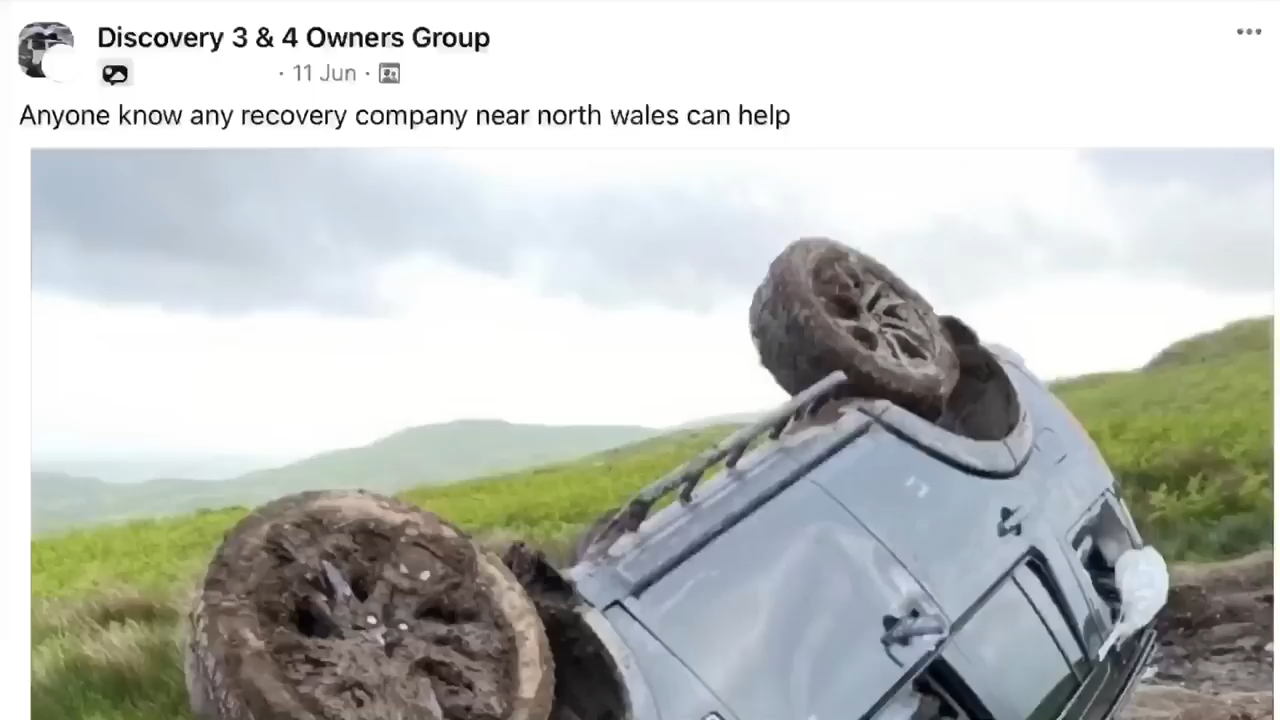 Discovery 3 & 4 Owners Group
· 11 Jun ·
Anyone know any recovery company near north wales can help